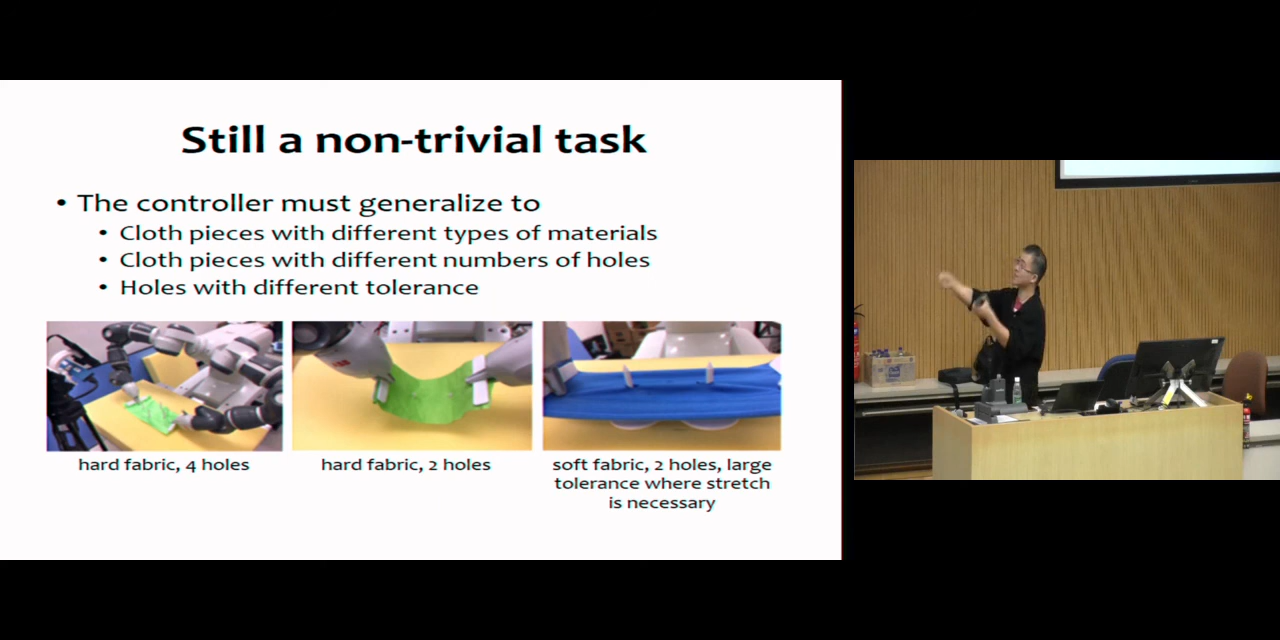 Still a non-trivial task
• The controller must generalize to
• Cloth pieces with different types of materials
• Cloth pieces with different numbers of holes
• Holes with different tolerance
ABB
hard fabric, 4 holes
hard fabric, 2 holes
soft fabric, 2 holes, large
tolerance where stretch
is necessary